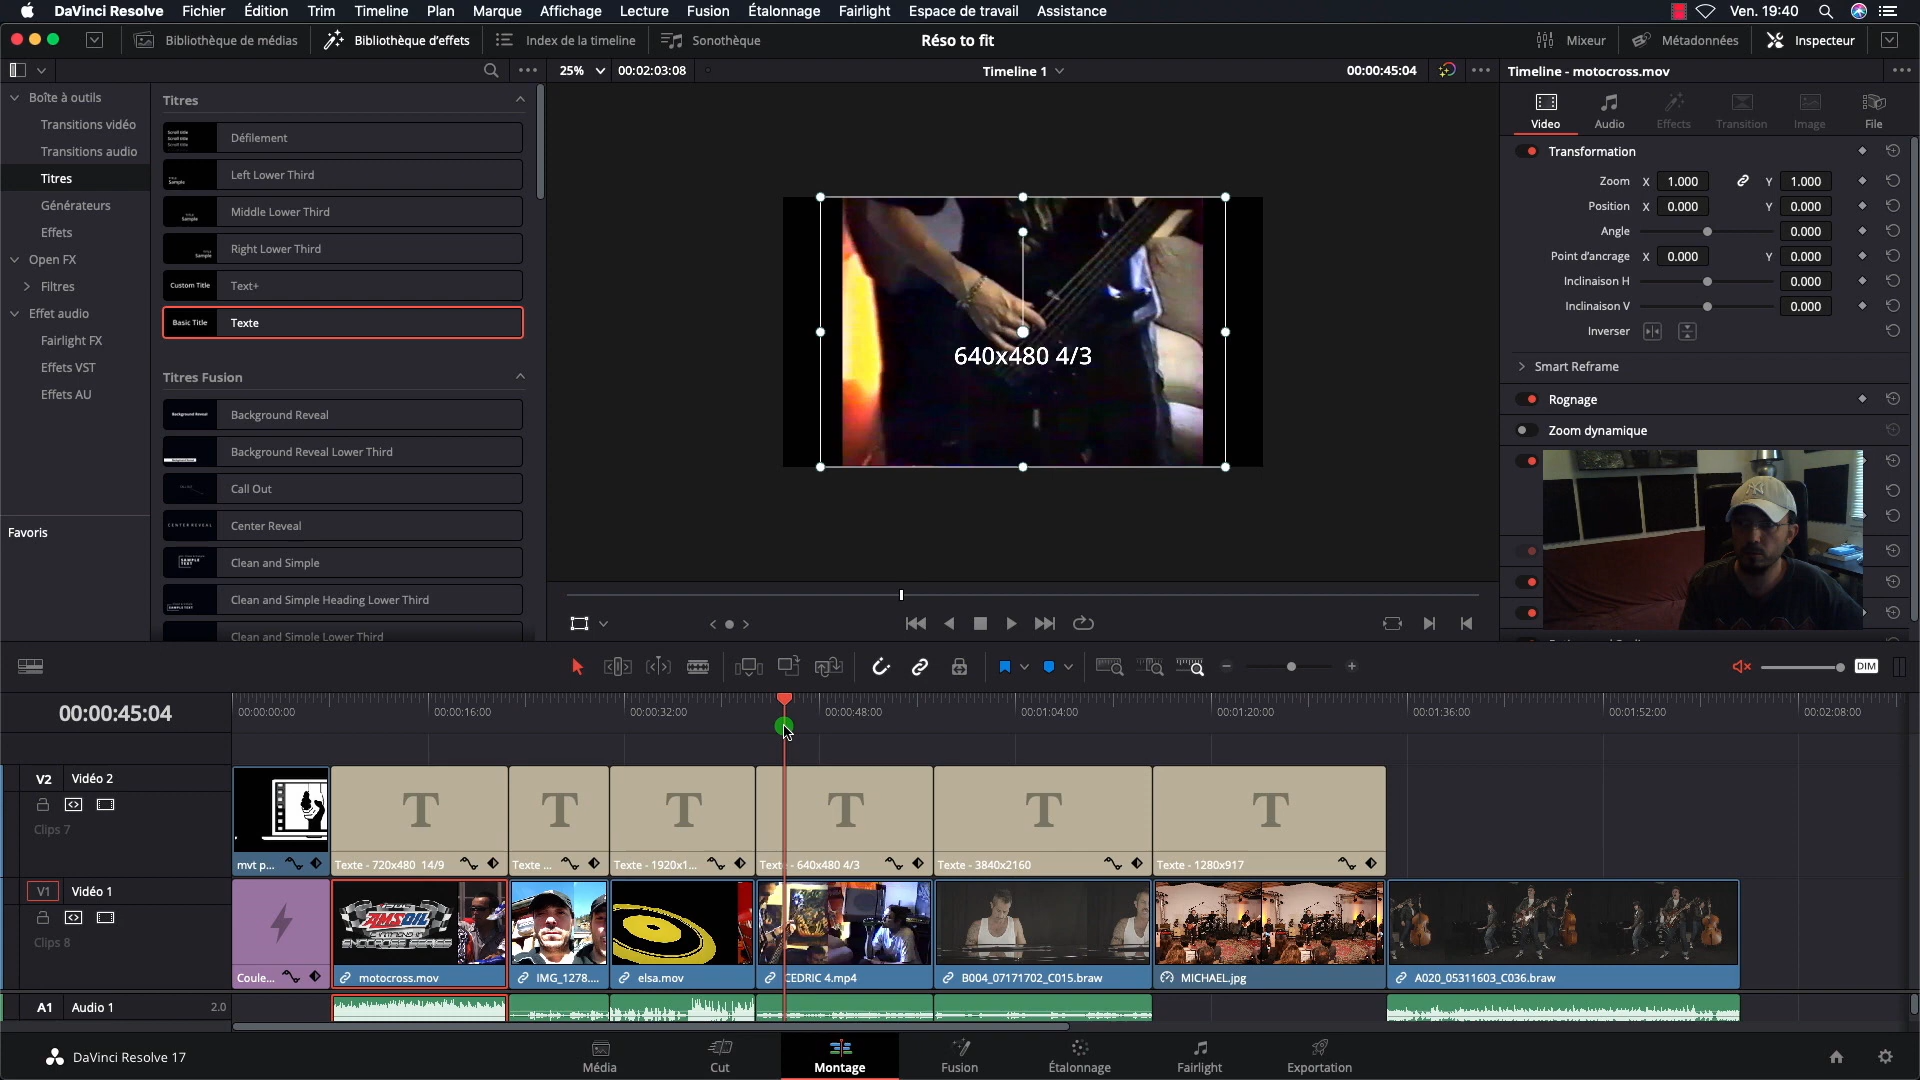 DaVinci Resolve Fichier Édition Trim Timeline Plan Marque Affichage Lecture Fusion Étalonnage Fairlight Espace de travail Assistance Ven. 19:40
Bibliothèque de médias Bibliothèque d'effets Index de la timeline Sonothèque Réso to fit Mixeur Métadonnées Inspecteur
25% 00:02:03:08 Timeline 1 00:00:45:04 Timeline - motocross.mov
Boîte à outils
Transitions vidéo
Transitions audio
Titres
Générateurs
Effets
Open FX
Filtres
Effet audio
Fairlight FX
Effets VST
Effets AU
Favoris
Titres
Défilement
Left Lower Third
Middle Lower Third
Right Lower Third
Custom Title Text+
Basic Title Texte
Titres Fusion
Background Reveal Background Reveal
Background Reveal Lower Third
Call Out
CENTER REVEAL Center Reveal
SAMPLE TEXT Clean and Simple
Clean and Simple Heading Lower Third
Clean and Simple Lower Third
640x480 4/3
Video Audio Effects Transition Image File
Transformation
Zoom X 1.000 Y 1.000
Position X 0.000 Y 0.000
Angle 0.000
Point d'ancrage X 0.000 Y 0.000
Inclinaison H 0.000
Inclinaison V 0.000
Inverser
Smart Reframe
Rognage
Zoom dynamique
DIM
00:00:45:04
00:00:00:00 00:00:16:00 00:00:32:00 00:00:48:00 00:01:04:00 00:01:20:00 00:01:36:00 00:01:52:00 00:02:08:00
V2 Vidéo 2
Clips 7
T T T T T T
mvt p... Texte - 720x480 14/9 Texte ... Texte - 1920x1... Texte - 640x480 4/3 Texte - 3840x2160 Texte - 1280x917
V1 Vidéo 1
Clips 8
AMSOIL
SNOCROSS SERIES
Coule... motocross.mov IMG_1278.... elsa.mov CEDRIC 4.mp4 B004_07171702_C015.braw MICHAEL.jpg A020_05311603_C036.braw
A1 Audio 1 2.0
DaVinci Resolve 17 Média Cut Montage Fusion Étalonnage Fairlight Exportation